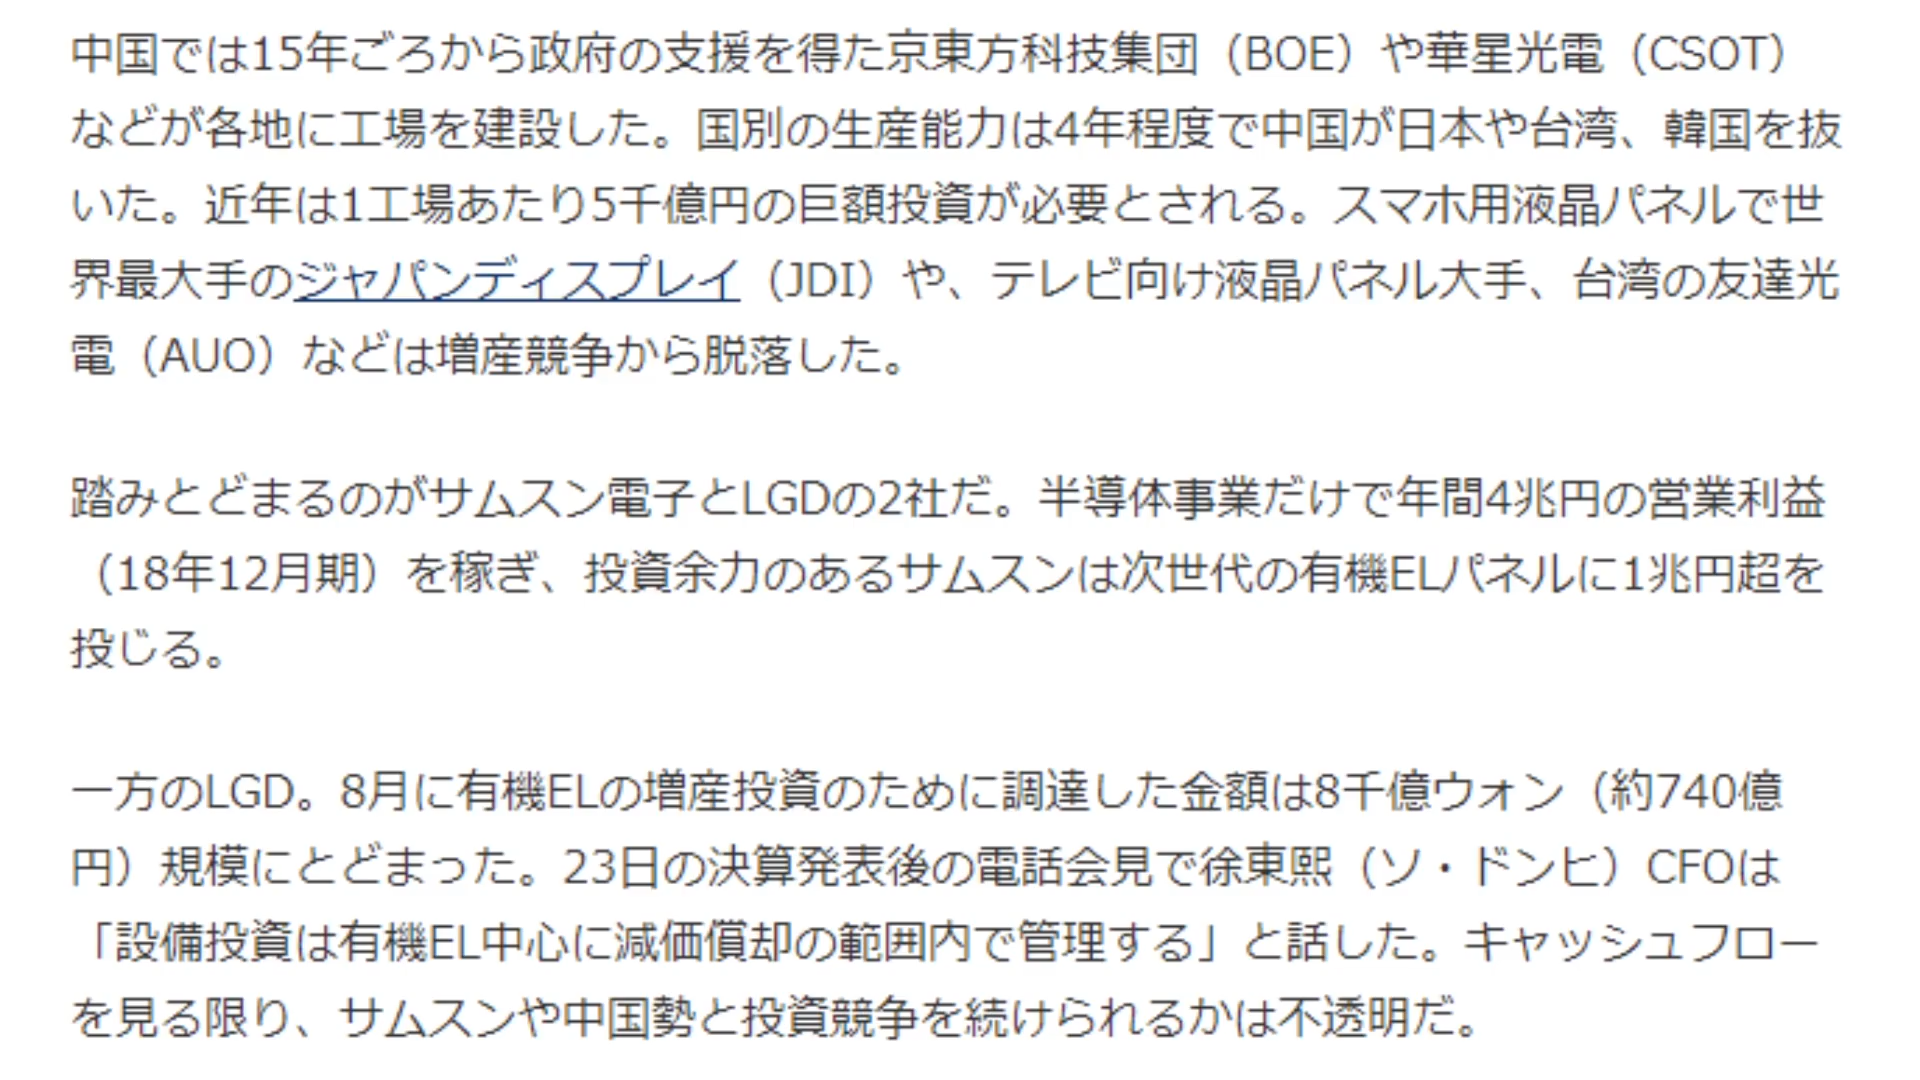 中国では15年ごろから政府の支援を得た京東方科技集団（BOE）や華星光電（CSOT）
などが各地に工場を建設した。国別の生産能力は4年程度で中国が日本や台湾、韓国を抜
いた。近年は1工場あたり5千億円の巨額投資が必要とされる。スマホ用液晶パネルで世
界最大手のジャパンディスプレイ（JDI）や、テレビ向け液晶パネル大手、台湾の友達光
電（AUO）などは増産競争から脱落した。
踏みとどまるのがサムスン電子とLGDの2社だ。半導体事業だけで年間4兆円の営業利益
（18年12月期）を稼ぎ、投資余力のあるサムスンは次世代の有機ELパネルに1兆円超を
投じる。
一方のLGD。8月に有機ELの増産投資のために調達した金額は8千億ウォン（約740億
円）規模にとどまった。23日の決算発表後の電話会見で徐東熙（ソ・ドンヒ）CFOは
「設備投資は有機EL中心に減価償却の範囲内で管理する」と話した。キャッシュフロー
を見る限り、サムスンや中国勢と投資競争を続けられるかは不透明だ。